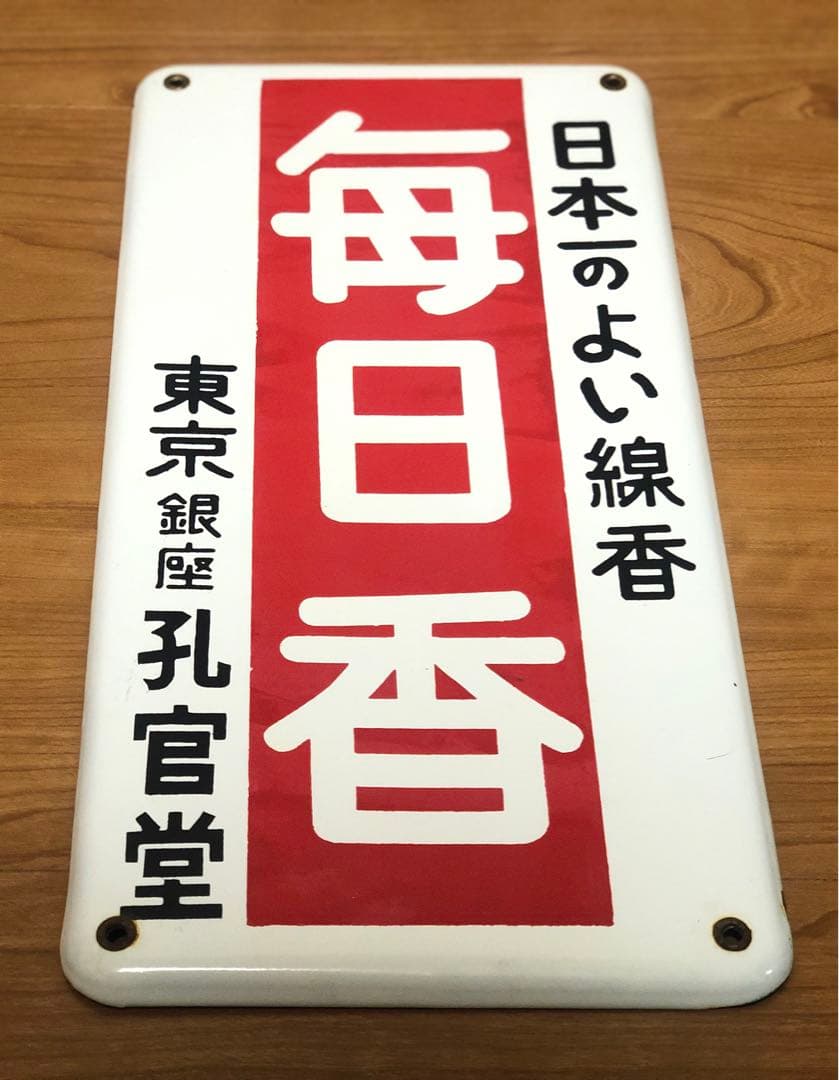 日本一のよい線香
毎日香
東京銀座孔官堂